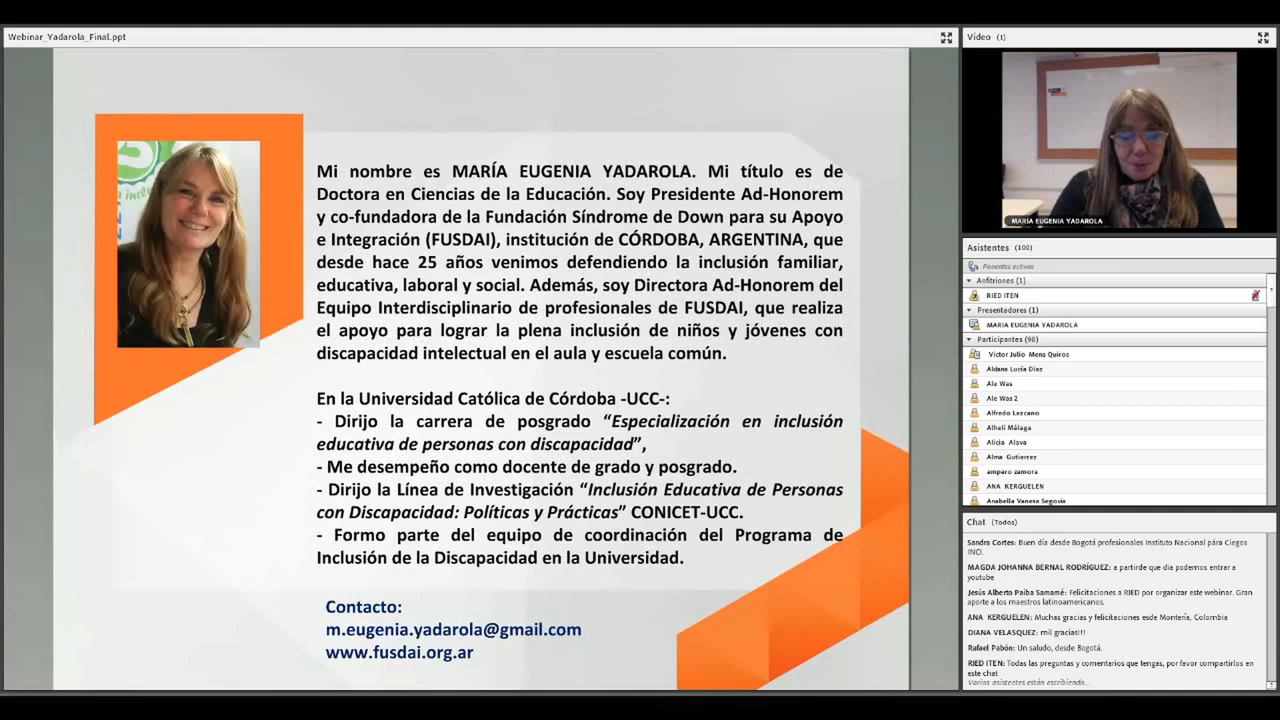 Webinar_Yadarola_Final.ppt
Mi nombre es MARÍA EUGENIA YADAROLA. Mi título es de
Doctora en Ciencias de la Educación. Soy Presidente Ad-Honorem
y co-fundadora de la Fundación Síndrome de Down para su Apoyo
e Integración (FUSDAI), institución de CÓRDOBA, ARGENTINA, que
desde hace 25 años venimos defendiendo la inclusión familiar,
educativa, laboral y social. Además, soy Directora Ad-Honorem del
Equipo Interdisciplinario de profesionales de FUSDAI, que realiza
el apoyo para lograr la plena inclusión de niños y jóvenes con
discapacidad intelectual en el aula y escuela común.
En la Universidad Católica de Córdoba -UCC-:
- Dirijo la carrera de posgrado “Especialización en inclusión
educativa de personas con discapacidad”,
- Me desempeño como docente de grado y posgrado.
- Dirijo la Línea de Investigación “Inclusión Educativa de Personas
con Discapacidad: Políticas y Prácticas” CONICET-UCC.
- Formo parte del equipo de coordinación del Programa de
Inclusión de la Discapacidad en la Universidad.
Contacto:
m.eugenia.yadarola@gmail.com
www.fusdai.org.ar
Vídeo (1)
MARIA EUGENIA YADAROLA
Asistentes (100)
Ponentes activos
Anfitriones (1)
RIED ITEN
Presentadores (1)
MARIA EUGENIA YADAROLA
Participantes (98)
Victor Julio Mena Quiros
Aldana Lucía Díaz
Ale Was
Ale Was 2
Alfredo Lezcano
Alhelí Málaga
Alicia Alava
Alma Gutierrez
amparo zamora
ANA KERGUELEN
Anabella Vanesa Segovia
Chat (Todos)
Sandra Cortes: Buen día desde Bogotá profesionales Instituto Nacional pára Ciegos
INCI.
MAGDA JOHANNA BERNAL RODRÍGUEZ: a partirde que dia podemos entrar a
youtube
Jesús Alberto Paiba Samamé: Felicitaciones a RIED por organizar este webinar. Gran
aporte a los maestros latinoamericanos.
ANA KERGUELEN: Muchas gracias y felicitaciones esde Montería, Colombia
DIANA VELASQUEZ: mil gracias!!!
Rafael Pabón: Un saludo, desde Bogotá.
RIED ITEN: Todas las preguntas y comentarios que tengas, por favor compartirlos en
este chat
Varios asistentes están escribiendo...